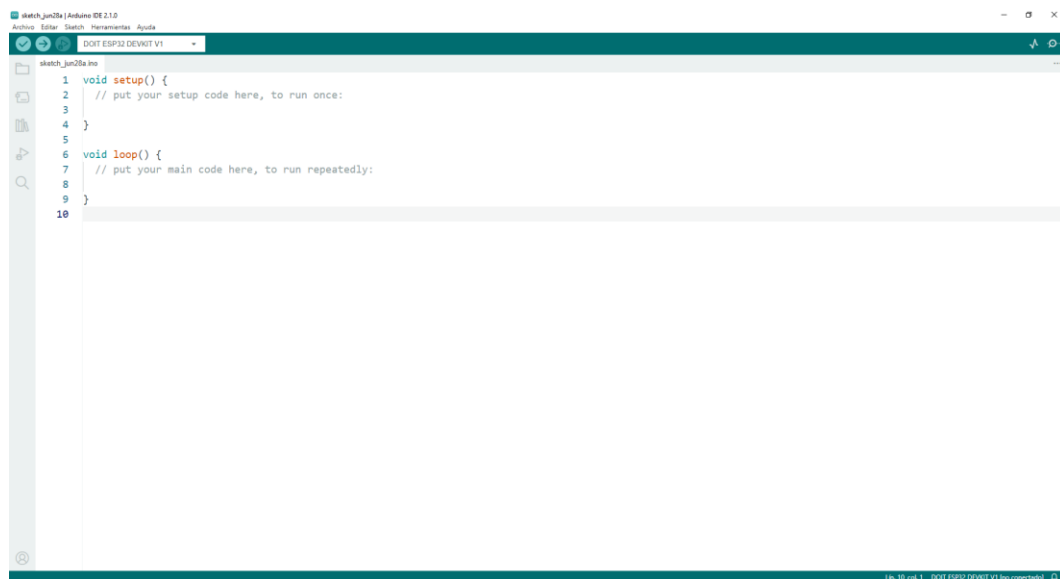 sketch_jun28a | Arduino IDE 2.1.0
Archivo Editar Sketch Herramientas Ayuda
DOIT ESP32 DEVKIT V1
sketch_jun28a.ino
1 void setup() {
2 // put your setup code here, to run once:
3
4 }
5
6 void loop() {
7 // put your main code here, to run repeatedly:
8
9 }
10
Lín. 10, col. 1 DOIT ESP32 DEVKIT V1 [no conectado]